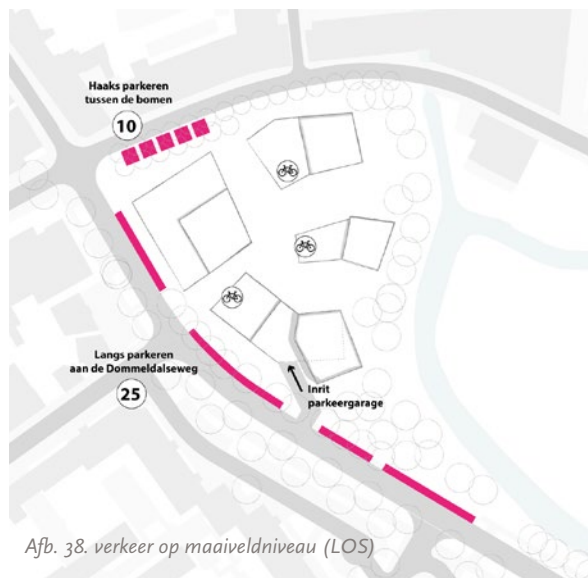 Haaks parkeren
tussen de bomen
10
Langs parkeren
aan de Dommeldalseweg
25
Inrit
parkeergarage
Afb. 38. verkeer op maaiveldniveau (LOS)